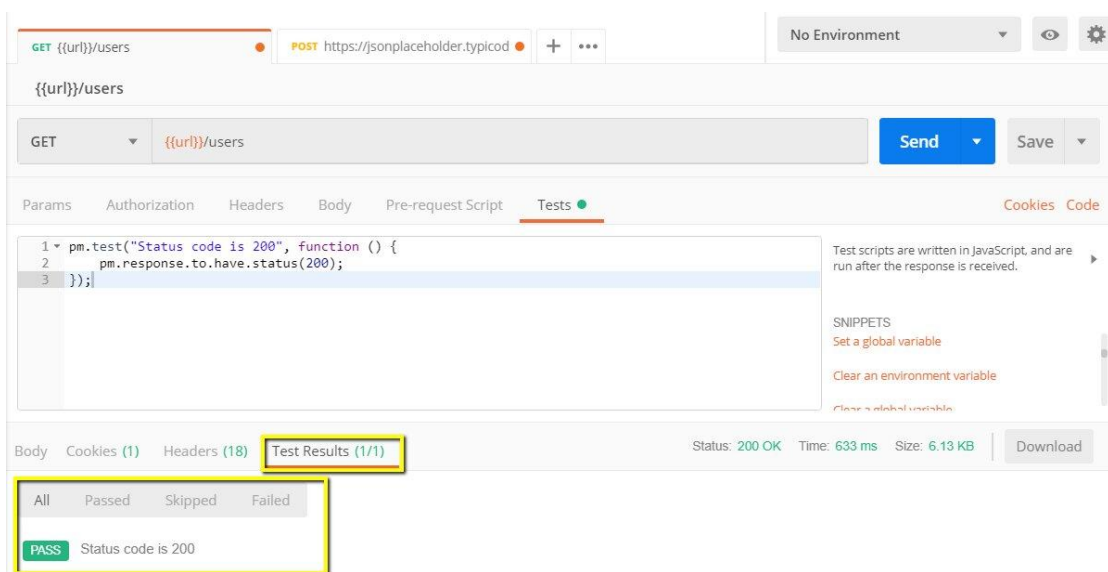 GET {{url}}/users
POST https://jsonplaceholder.typicod
+ •••
No Environment
{{url}}/users
GET {{url}}/users Send Save
Params Authorization Headers Body Pre-request Script Tests Cookies Code
1 pm.test("Status code is 200", function () {
2 pm.response.to.have.status(200);
3 });
Test scripts are written in JavaScript, and are
run after the response is received.
SNIPPETS
Set a global variable
Clear an environment variable
Clear a global variable
Body Cookies (1) Headers (18) Test Results (1/1) Status: 200 OK Time: 633 ms Size: 6.13 KB Download
All Passed Skipped Failed
PASS Status code is 200